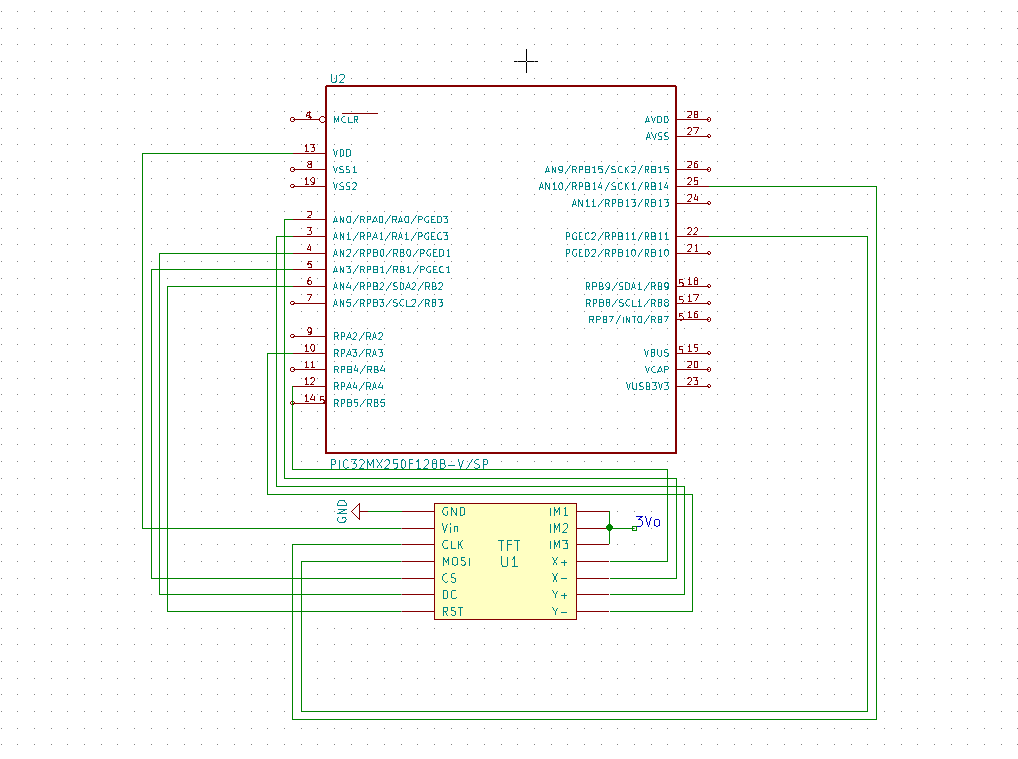 U2
4 MCLR
13 VDD
8 VSS1
19 VSS2
2 AN0/RPA0/RA0/PGED3
3 AN1/RPA1/RA1/PGEC3
4 AN2/RPB0/RB0/PGED1
5 AN3/RPB1/RB1/PGEC1
6 AN4/RPB2/SDA2/RB2
7 AN5/RPB3/SCL2/RB3
9 RPA2/RA2
10 RPA3/RA3
11 RPB4/RB4
12 RPA4/RA4
14 5 RPB5/RB5
AVDD 28
AVSS 27
AN9/RPB15/SCK2/RB15 26
AN10/RPB14/SCK1/RB14 25
AN11/RPB13/RB13 24
PGEC2/RPB11/RB11 22
PGED2/RPB10/RB10 21
RPB9/SDA1/RB9 5 18
RPB8/SCL1/RB8 5 17
RPB7/INT0/RB7 5 16
VBUS 5 15
VCAP 20
VUSB3V3 23
PIC32MX250F128B-V/SP
GND
GND
Vin
CLK
MOSI
CS
DC
RST
TFT
U1
IM1
IM2
IM3
X+
X-
Y+
Y-
3Vo